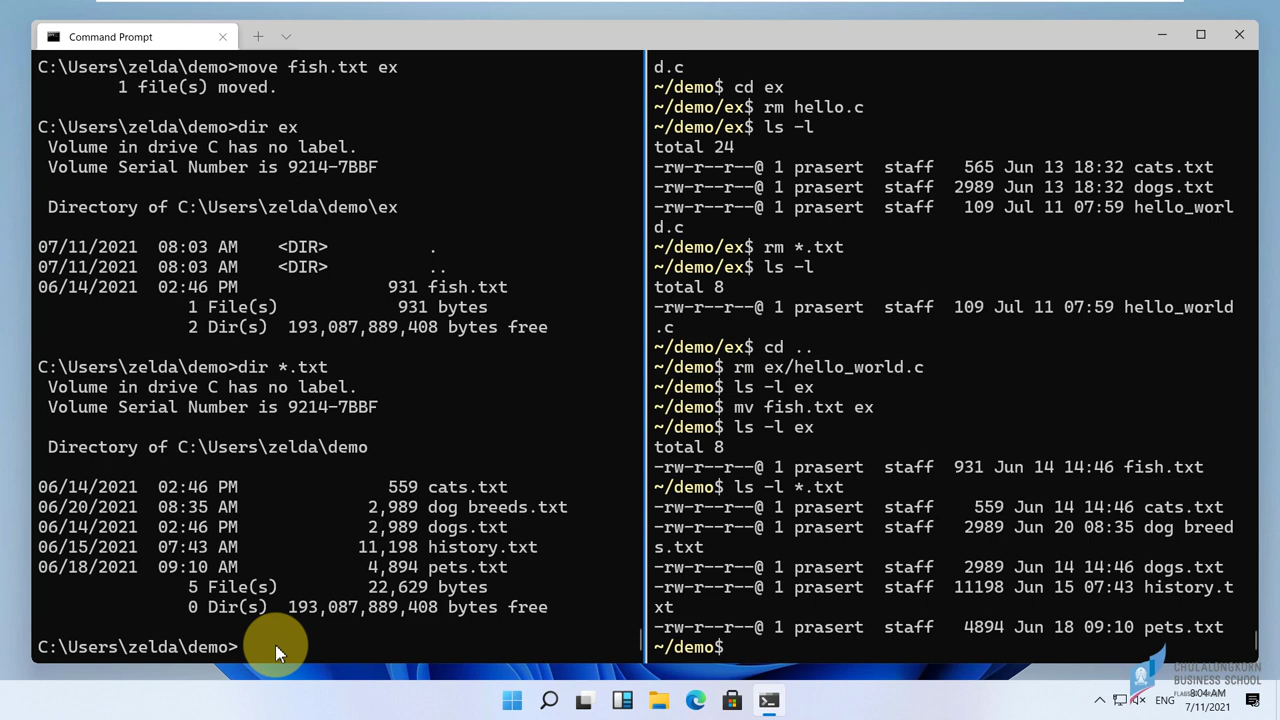 Command Prompt
C:\Users\zelda\demo>move fish.txt ex
1 file(s) moved.
C:\Users\zelda\demo>dir ex
Volume in drive C has no label.
Volume Serial Number is 9214-7BBF
Directory of C:\Users\zelda\demo\ex
07/11/2021 08:03 AM <DIR> .
07/11/2021 08:03 AM <DIR> ..
06/14/2021 02:46 PM 931 fish.txt
1 File(s) 931 bytes
2 Dir(s) 193,087,889,408 bytes free
C:\Users\zelda\demo>dir *.txt
Volume in drive C has no label.
Volume Serial Number is 9214-7BBF
Directory of C:\Users\zelda\demo
06/14/2021 02:46 PM 559 cats.txt
06/20/2021 08:35 AM 2,989 dog breeds.txt
06/14/2021 02:46 PM 2,989 dogs.txt
06/15/2021 07:43 AM 11,198 history.txt
06/18/2021 09:10 AM 4,894 pets.txt
5 File(s) 22,629 bytes
0 Dir(s) 193,087,889,408 bytes free
C:\Users\zelda\demo>
d.c
~/demo$ cd ex
~/demo/ex$ rm hello.c
~/demo/ex$ ls -l
total 24
-rw-r--r--@ 1 prasert staff 565 Jun 13 18:32 cats.txt
-rw-r--r--@ 1 prasert staff 2989 Jun 13 18:32 dogs.txt
-rw-r--r--@ 1 prasert staff 109 Jul 11 07:59 hello_worl
d.c
~/demo/ex$ rm *.txt
~/demo/ex$ ls -l
total 8
-rw-r--r--@ 1 prasert staff 109 Jul 11 07:59 hello_world
.c
~/demo/ex$ cd ..
~/demo$ rm ex/hello_world.c
~/demo$ ls -l ex
~/demo$ mv fish.txt ex
~/demo$ ls -l ex
total 8
-rw-r--r--@ 1 prasert staff 931 Jun 14 14:46 fish.txt
~/demo$ ls -l *.txt
-rw-r--r--@ 1 prasert staff 559 Jun 14 14:46 cats.txt
-rw-r--r--@ 1 prasert staff 2989 Jun 20 08:35 dog breed
s.txt
-rw-r--r--@ 1 prasert staff 2989 Jun 14 14:46 dogs.txt
-rw-r--r--@ 1 prasert staff 11198 Jun 15 07:43 history.t
xt
-rw-r--r--@ 1 prasert staff 4894 Jun 18 09:10 pets.txt
~/demo$
CHULALONGKORN
BUSINESS SCHOOL
ENG
8:04 AM
7/11/2021